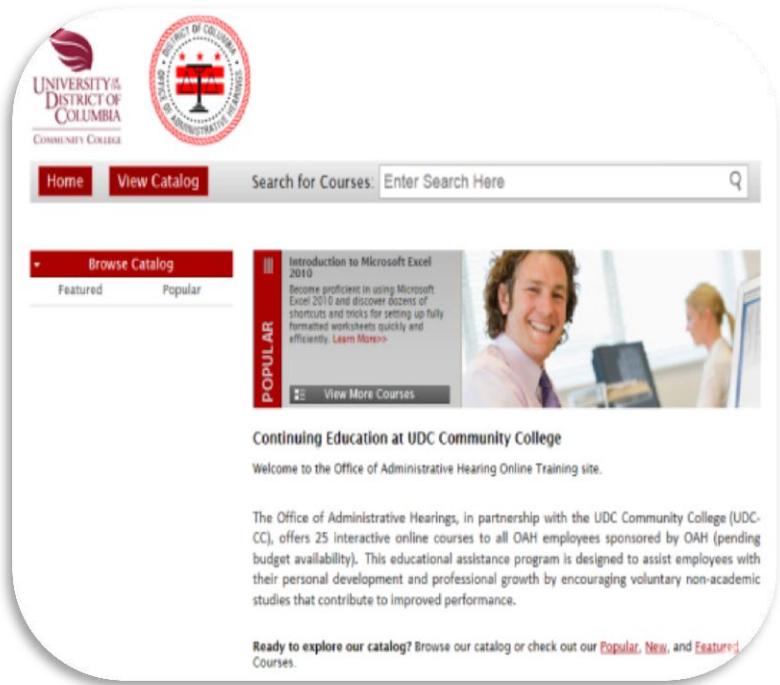 UNIVERSITY OF THE
DISTRICT OF
COLUMBIA
COMMUNITY COLLEGE
DISTRICT OF COLUMBIA
OFFICE OF ADMINISTRATIVE HEARINGS
Home View Catalog Search for Courses: Enter Search Here
Browse Catalog
Featured Popular
POPULAR
Introduction to Microsoft Excel
2010
Become proficient in using Microsoft
Excel 2010 and discover dozens of
shortcuts and tricks for setting up fully
formatted worksheets quickly and
efficiently. Learn More>>
View More Courses
Continuing Education at UDC Community College
Welcome to the Office of Administrative Hearing Online Training site.
The Office of Administrative Hearings, in partnership with the UDC Community College (UDC-
CC), offers 25 interactive online courses to all OAH employees sponsored by OAH (pending
budget availability). This educational assistance program is designed to assist employees with
their personal development and professional growth by encouraging voluntary non-academic
studies that contribute to improved performance.
Ready to explore our catalog? Browse our catalog or check out our Popular, New, and Featured
Courses.